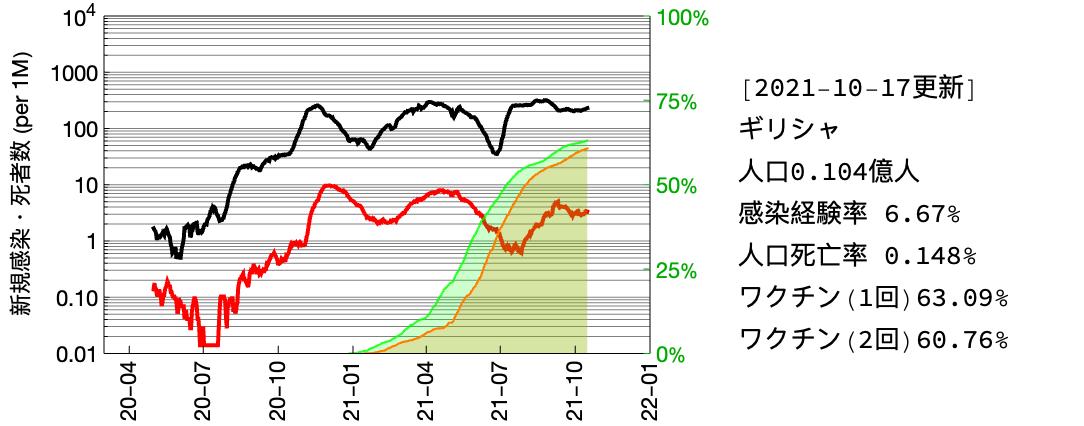 10^4
1000
100
10
1
0.1
0.01
新規感染・死者数 (per 1M)
100%
75%
50%
25%
0%
20-04
20-07
20-10
21-01
21-04
21-07
21-10
22-01
[2021-10-17更新]
ギリシャ
人口0.104億人
感染経験率 6.67%
人口死亡率 0.148%
ワクチン(1回)63.09%
ワクチン(2回)60.76%